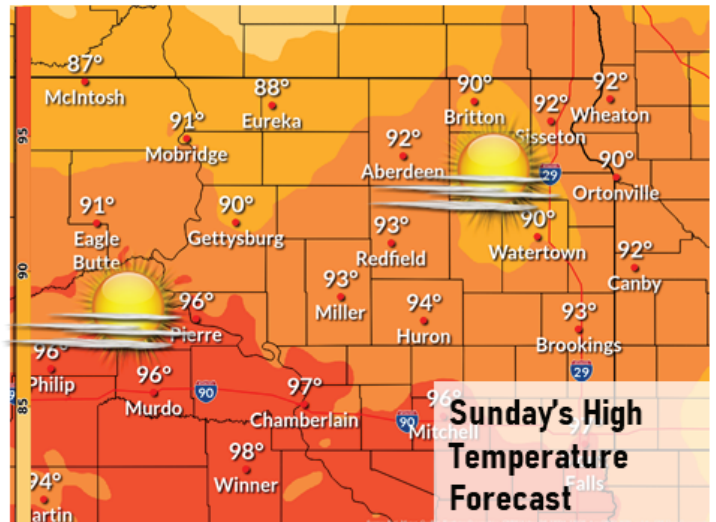 87°
McIntosh
88°
Eureka
90°
Britton
92°
Sisseton
92°
Wheaton
95
91°
Mobridge
92°
Aberdeen
29
90°
Ortonville
91°
Eagle
Butte
90°
Gettysburg
93°
Redfield
90°
Watertown
92°
Canby
90
96°
Pierre
93°
Miller
94°
Huron
93°
Brookings
96°
Philip
96°
Murdo
90
97°
Chamberlain
29
85
96°
90
Mitchell
Sunday's High
Temperature
Forecast
97
Falls
98°
Winner
94°
artin